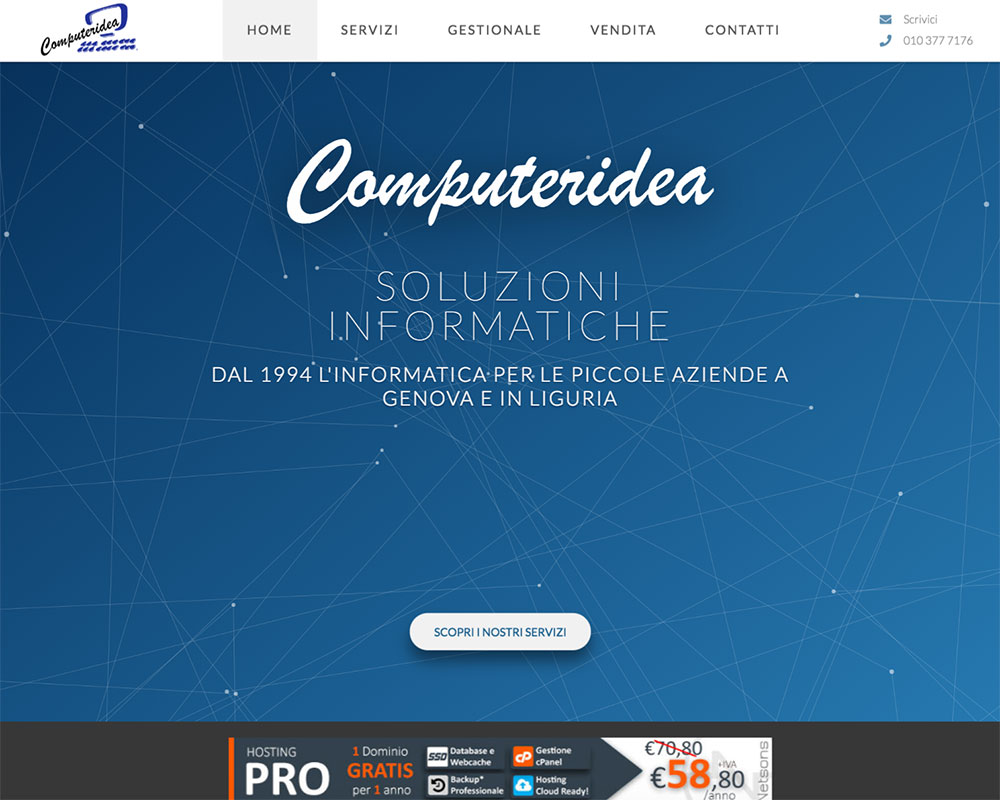 Computeridea
HOME
SERVIZI
GESTIONALE
VENDITA
CONTATTI
Scrivici
010 377 7176
Computeridea
SOLUZIONI
INFORMATICHE
DAL 1994 L'INFORMATICA PER LE PICCOLE AZIENDE A
GENOVA E IN LIGURIA
SCOPRI I NOSTRI SERVIZI
HOSTING
PRO
1 Dominio
GRATIS
per 1 anno
SSD
Database e
Webcache
Backup*
Professionale
cP
Gestione
cPanel
Hosting
Cloud Ready!
€70,80
€58,80
+IVA
/anno
Netsons